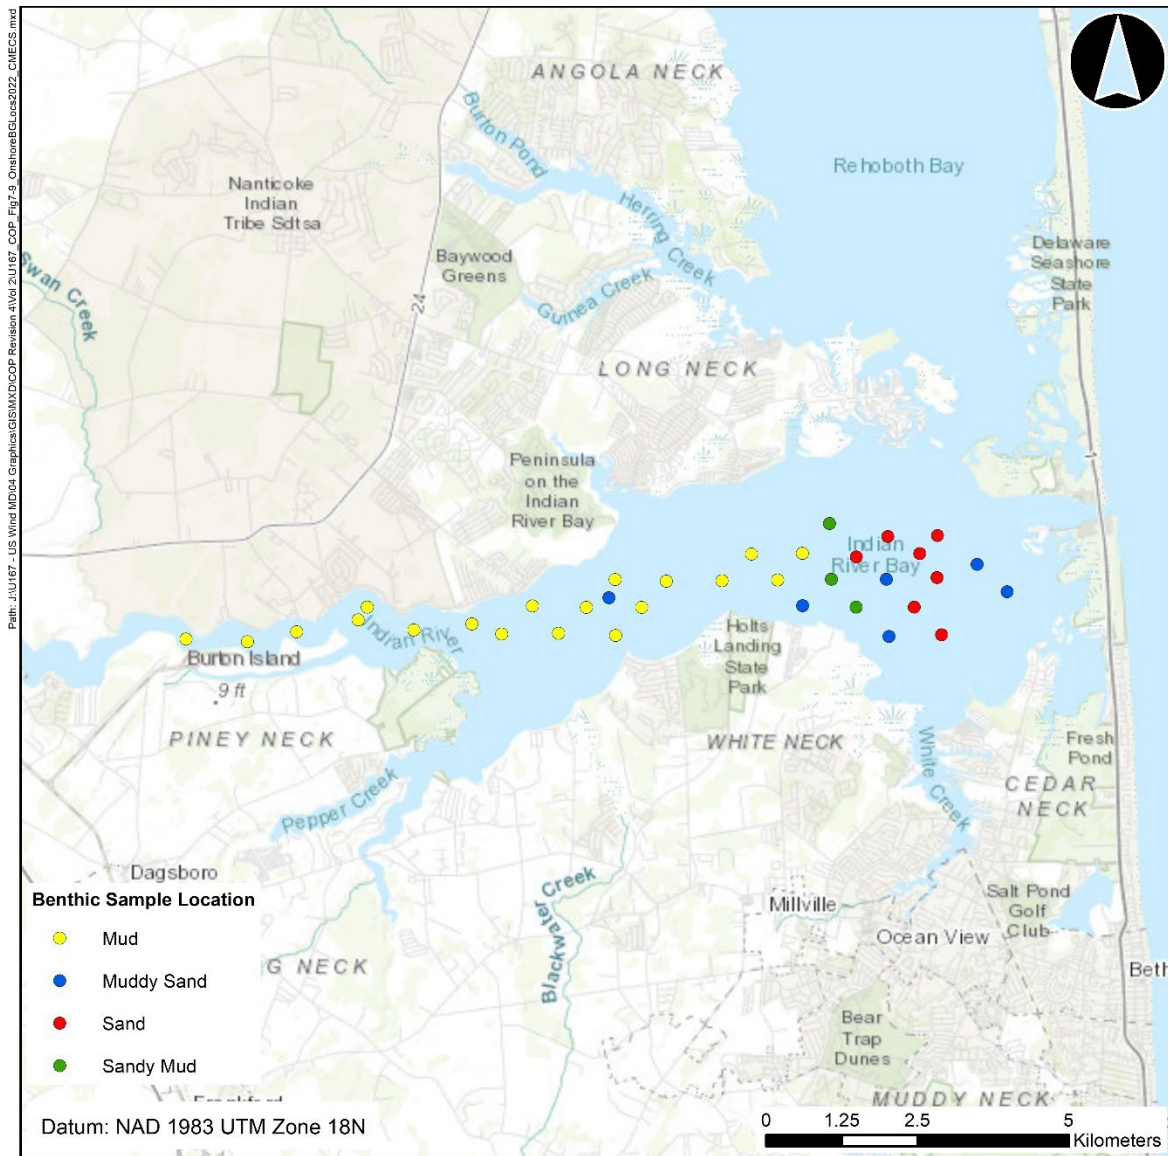 Path: J:\U167 - US Wind MD\04 Graphics\GIS\MXD\COP Revision 4\Vol 2\U167_COP_Fig7-9_OnshoreBGLocs2022_CMECS.mxd
ANGOLA NECK
Burton Pond
Rehoboth Bay
Nanticoke
Indian
Tribe Sdtsa
Herring Creek
Delaware
Seashore
State
Park
Baywood
Greens
Swan Creek
Guinea Creek
24
LONG NECK
1
Peninsula
on the
Indian
River Bay
Indian
River Bay
Indian River
Holts
Landing
State
Park
Burton Island
9 ft
PINEY NECK
WHITE NECK
White Creek
Fresh
Pond
CEDAR
NECK
Pepper Creek
Dagsboro
Blackwater Creek
Millville
Salt Pond
Golf
Club
Ocean View
Beth
G NECK
Bear
Trap
Dunes
MUDDY NECK
Benthic Sample Location
Mud
Muddy Sand
Sand
Sandy Mud
Datum: NAD 1983 UTM Zone 18N
0 1.25 2.5 5
Kilometers